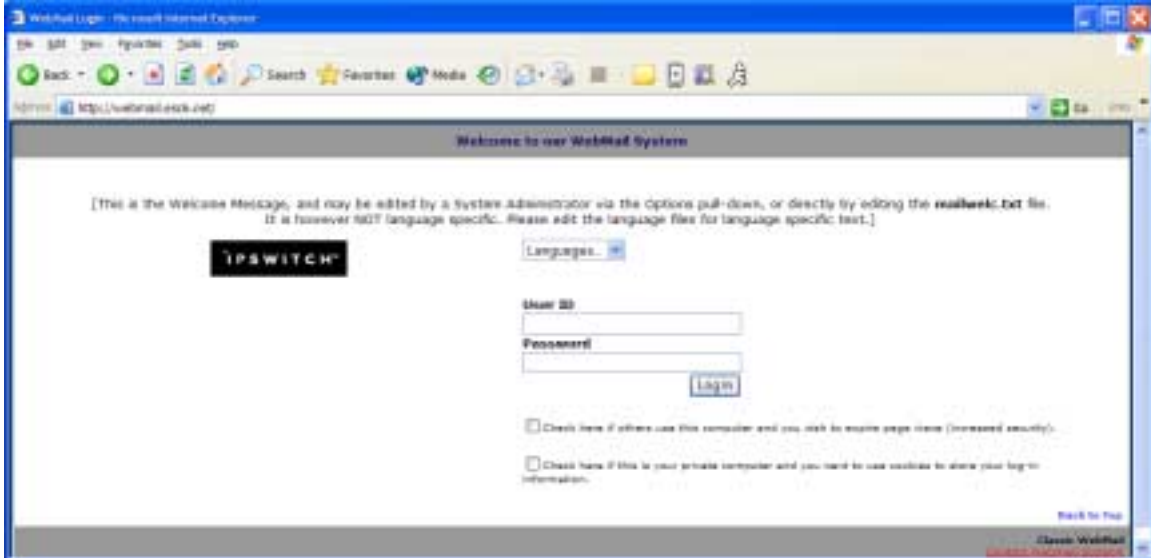 WebMail Login - Microsoft Internet Explorer
File Edit View Favorites Tools Help
Back Search Favorites Media
Address http://webmail. Go Links
Welcome to our WebMail System
[This is the Welcome Message, and may be edited by a System Administrator via the Options pull-down, or directly by editing the mailwelc.txt file.
It is however NOT language specific. Please edit the language files for language specific text.]
IPSWITCH
Languages..
User ID
Password
Login
Check here if others use this computer and you wish to expire page views (increased security).
Check here if this is your private computer and you want to use cookies to store your log-in
information.
Back to Top
Classic WebMail